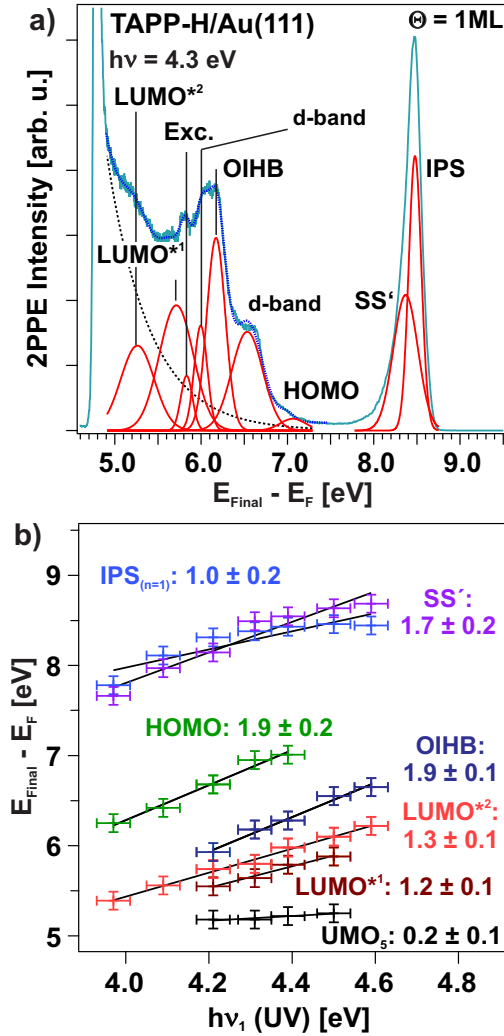 a)
TAPP-H/Au(111)
Θ = 1ML
hν = 4.3 eV
LUMO*2
Exc.
d-band
OIHB
IPS
LUMO*1
SS‘
d-band
HOMO
2PPE Intensity [arb. u.]
5.0 6.0 7.0 8.0 9.0
EFinal - EF [eV]
b)
9
IPS(n=1): 1.0 ± 0.2
SS´:
1.7 ± 0.2
8
HOMO: 1.9 ± 0.2
OIHB:
1.9 ± 0.1
7
LUMO*2:
1.3 ± 0.1
6
LUMO*1: 1.2 ± 0.1
UMO5: 0.2 ± 0.1
5
EFinal - EF [eV]
4.0 4.2 4.4 4.6 4.8
hν1 (UV) [eV]